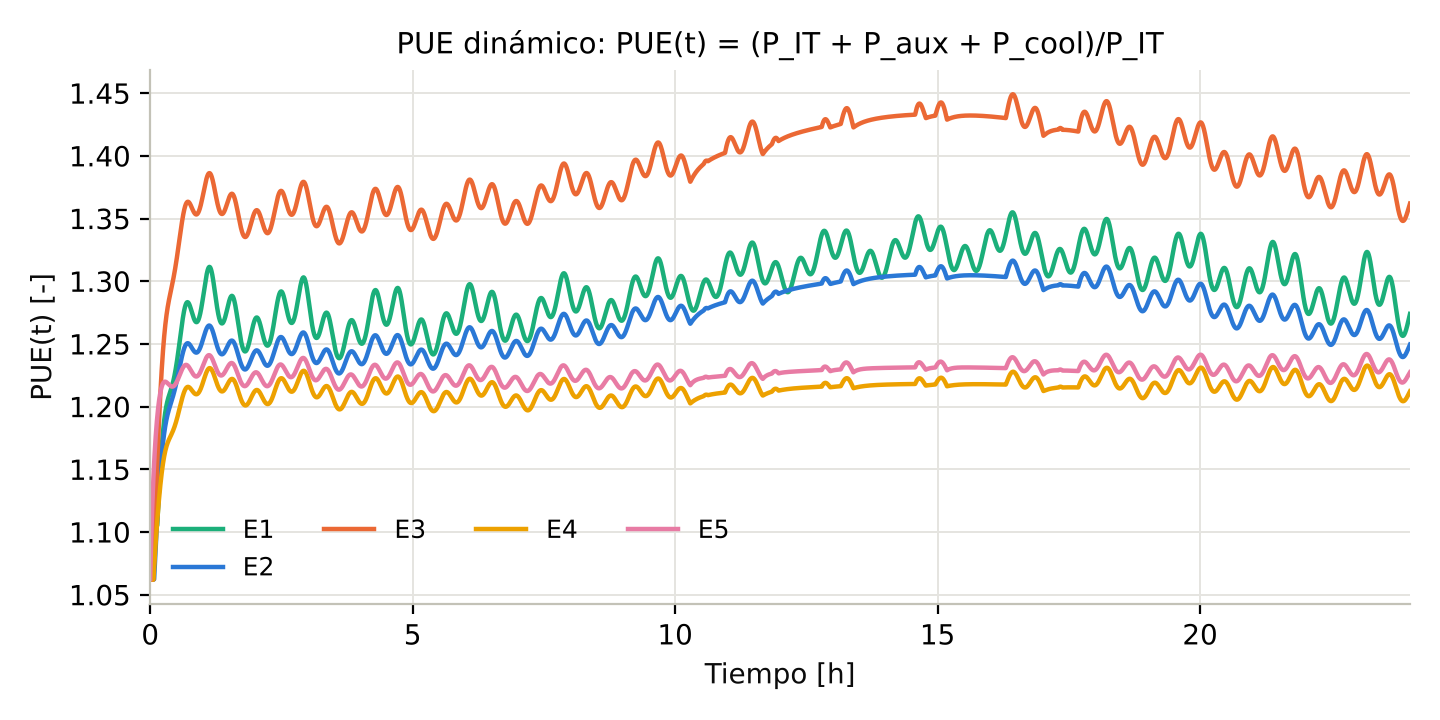 PUE dinámico: PUE(t) = (P_IT + P_aux + P_cool)/P_IT
PUE(t) [-]
1.45
1.40
1.35
1.30
1.25
1.20
1.15
1.10
1.05
E1 E3 E4 E5
E2
0 5 10 15 20
Tiempo [h]